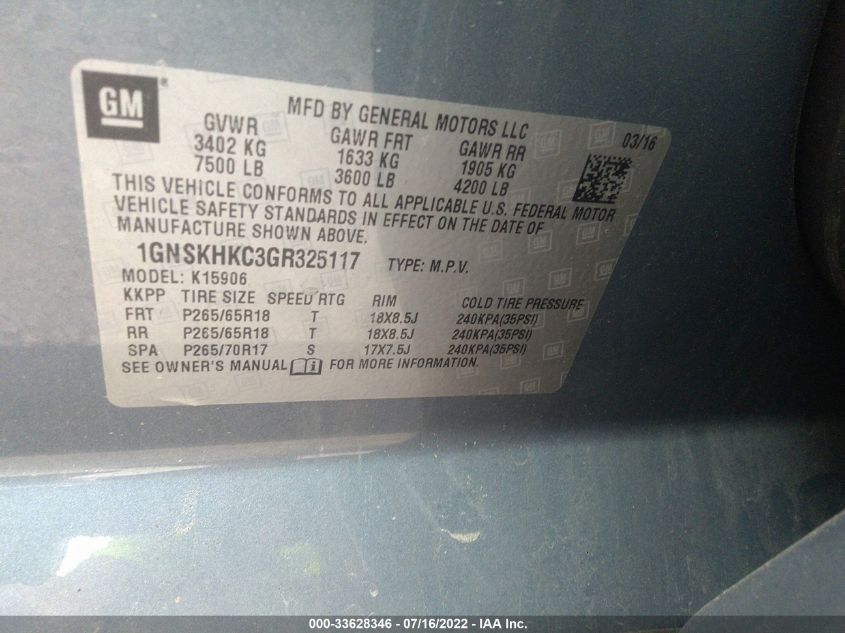 GM
MFD BY GENERAL MOTORS LLC
03/16
GVWR GAWR FRT GAWR RR
3402 KG 1633 KG 1905 KG
7500 LB 3600 LB 4200 LB
THIS VEHICLE CONFORMS TO ALL APPLICABLE U.S. FEDERAL MOTOR
VEHICLE SAFETY STANDARDS IN EFFECT ON THE DATE OF
MANUFACTURE SHOWN ABOVE.
1GNSKHKC3GR325117 TYPE: M.P.V.
MODEL: K15906
KKPP TIRE SIZE SPEED RTG RIM COLD TIRE PRESSURE
FRT P265/65R18 T 18X8.5J 240KPA(35PSI)
RR P265/65R18 T 18X8.5J 240KPA(35PSI)
SPA P265/70R17 S 17X7.5J 240KPA(35PSI)
SEE OWNER'S MANUAL FOR MORE INFORMATION.
000-33628346 - 07/16/2022 - IAA Inc.